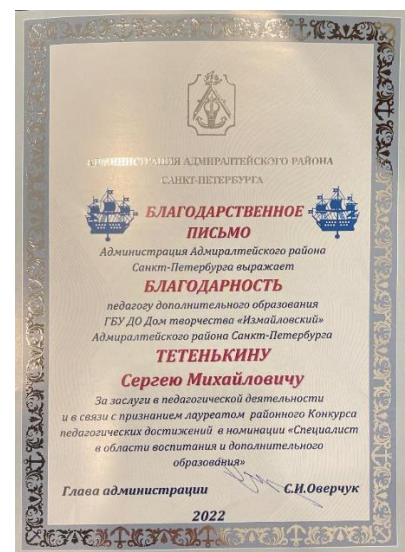 АДМИНИСТРАЦИЯ АДМИРАЛТЕЙСКОГО РАЙОНА
САНКТ-ПЕТЕРБУРГА
БЛАГОДАРСТВЕННОЕ
ПИСЬМО
Администрация Адмиралтейского района
Санкт-Петербурга выражает
БЛАГОДАРНОСТЬ
педагогу дополнительного образования
ГБУ ДО Дом творчества «Измайловский»
Адмиралтейского района Санкт-Петербурга
ТЕТЕНЬКИНУ
Сергею Михайловичу
За заслуги в педагогической деятельности
и в связи с признанием лауреатом районного Конкурса
педагогических достижений в номинации «Специалист
в области воспитания и дополнительного
образования»
Глава администрации С.И.Оверчук
2022